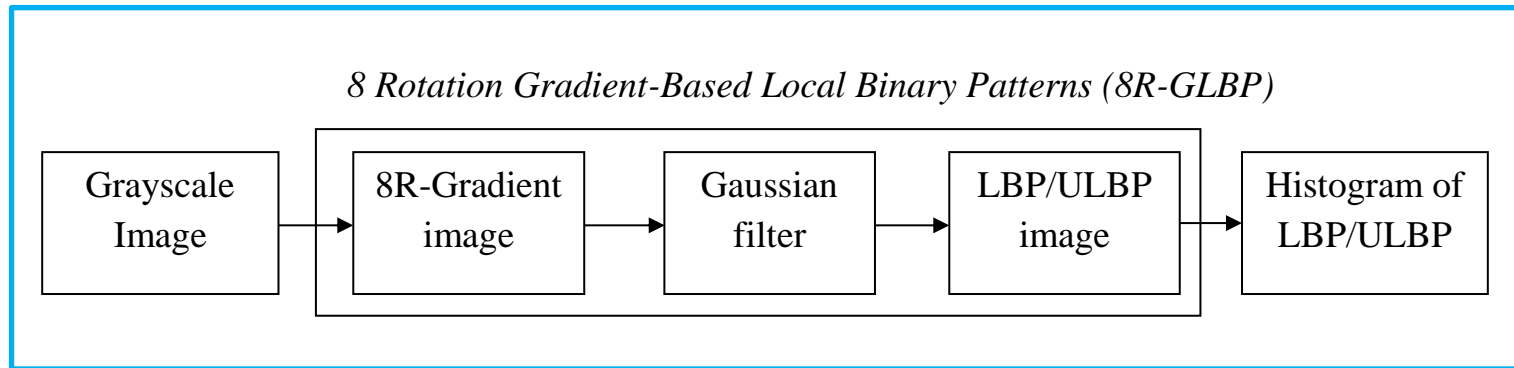 8 Rotation Gradient-Based Local Binary Patterns (8R-GLBP)
Grayscale
Image
8R-Gradient
image
Gaussian
filter
LBP/ULBP
image
Histogram of
LBP/ULBP